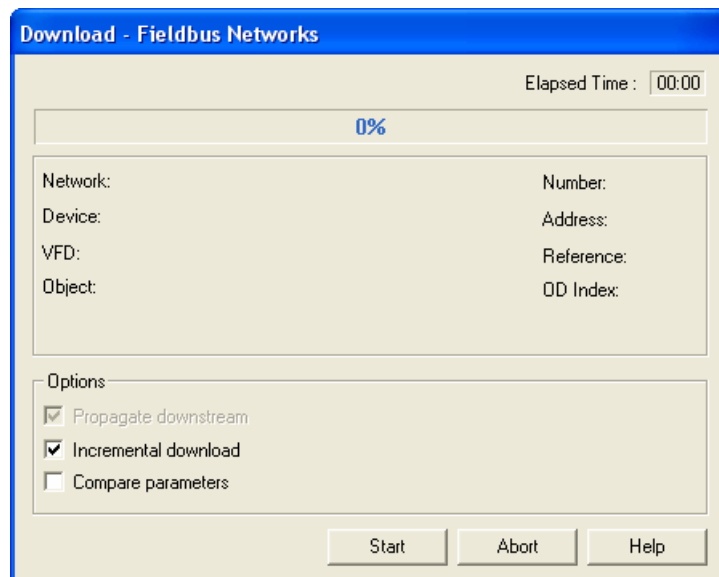 Download - Fieldbus Networks
Elapsed Time : 00:00
0%
Network:
Number:
Device:
Address:
VFD:
Reference:
Object:
OD Index:
Options
Propagate downstream
Incremental download
Compare parameters
Start
Abort
Help